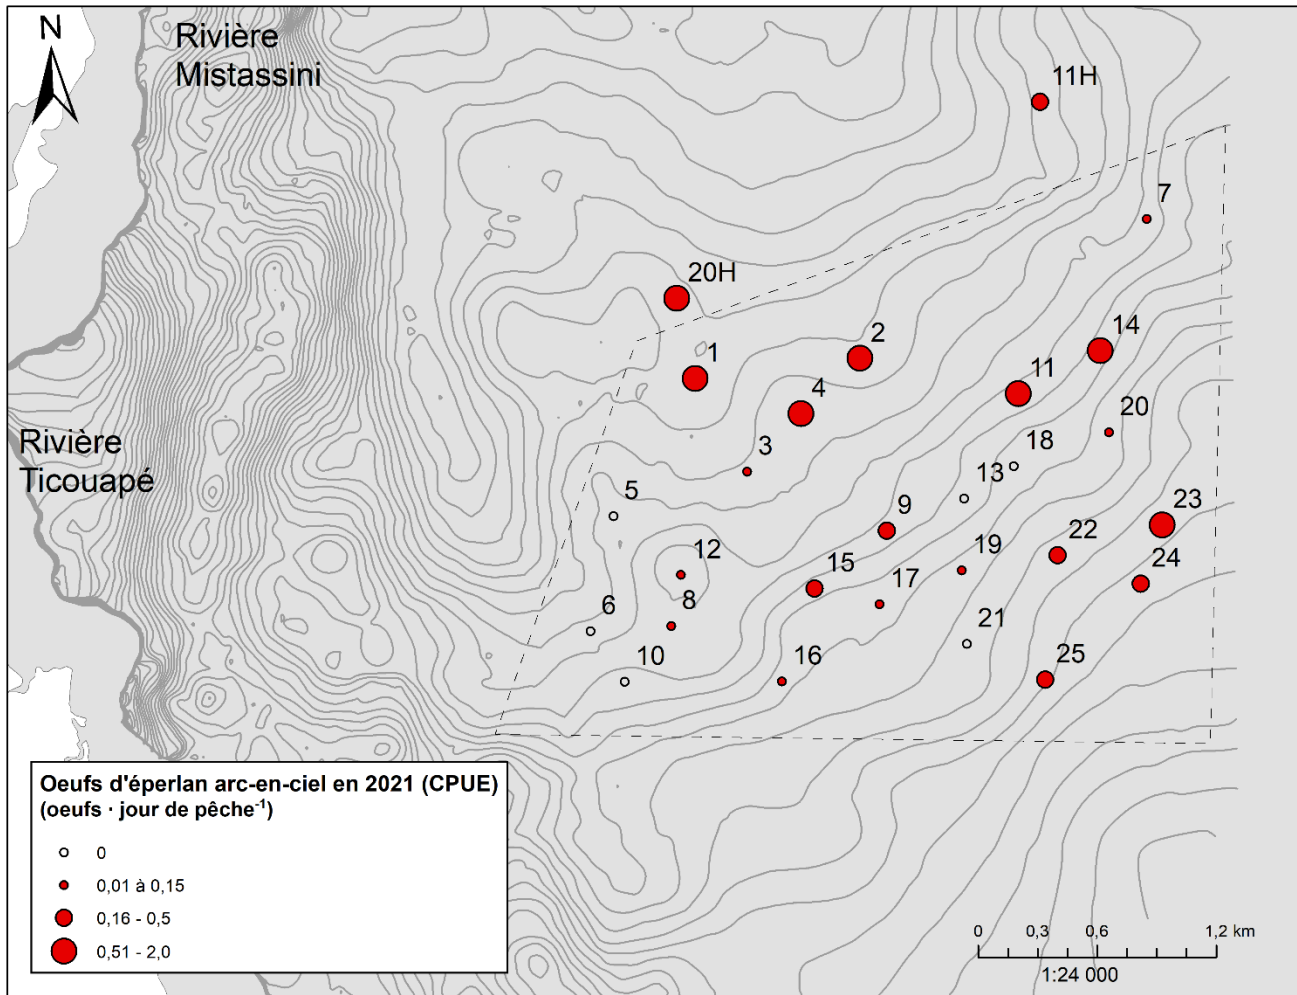 N
Rivière
Mistassini
11H
7
20H
2
14
1
11
4
20
Rivière
Ticouapé
3
18
13
5
9
23
12
22
19
24
15
17
6
8
21
10
16
25
Oeufs d'éperlan arc-en-ciel en 2021 (CPUE)
(oeufs · jour de pêche⁻¹)
0
0,01 à 0,15
0,16 - 0,5
0,51 - 2,0
0 0,3 0,6 1,2 km
1:24 000